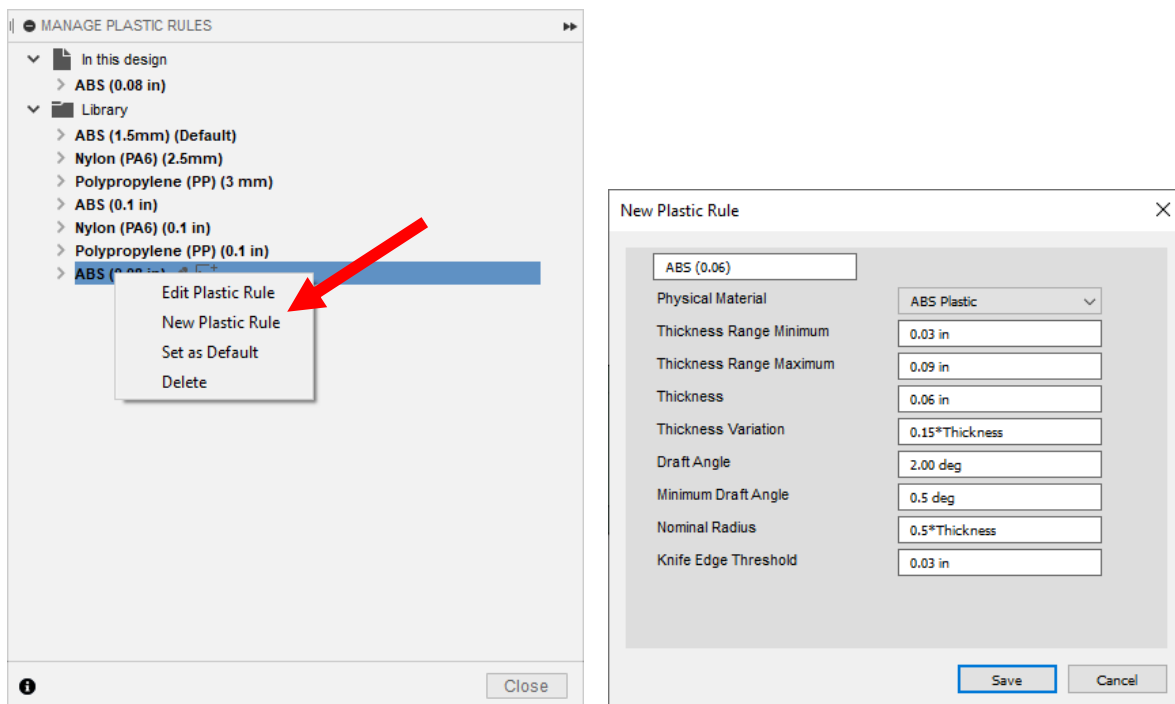 MANAGE PLASTIC RULES
In this design
ABS (0.08 in)
Library
ABS (1.5mm) (Default)
Nylon (PA6) (2.5mm)
Polypropylene (PP) (3 mm)
ABS (0.1 in)
Nylon (PA6) (0.1 in)
Polypropylene (PP) (0.1 in)
ABS (0.08 in)
Edit Plastic Rule
New Plastic Rule
Set as Default
Delete
Close
New Plastic Rule
ABS (0.06)
Physical Material ABS Plastic
Thickness Range Minimum 0.03 in
Thickness Range Maximum 0.09 in
Thickness 0.06 in
Thickness Variation 0.15*Thickness
Draft Angle 2.00 deg
Minimum Draft Angle 0.5 deg
Nominal Radius 0.5*Thickness
Knife Edge Threshold 0.03 in
Save Cancel